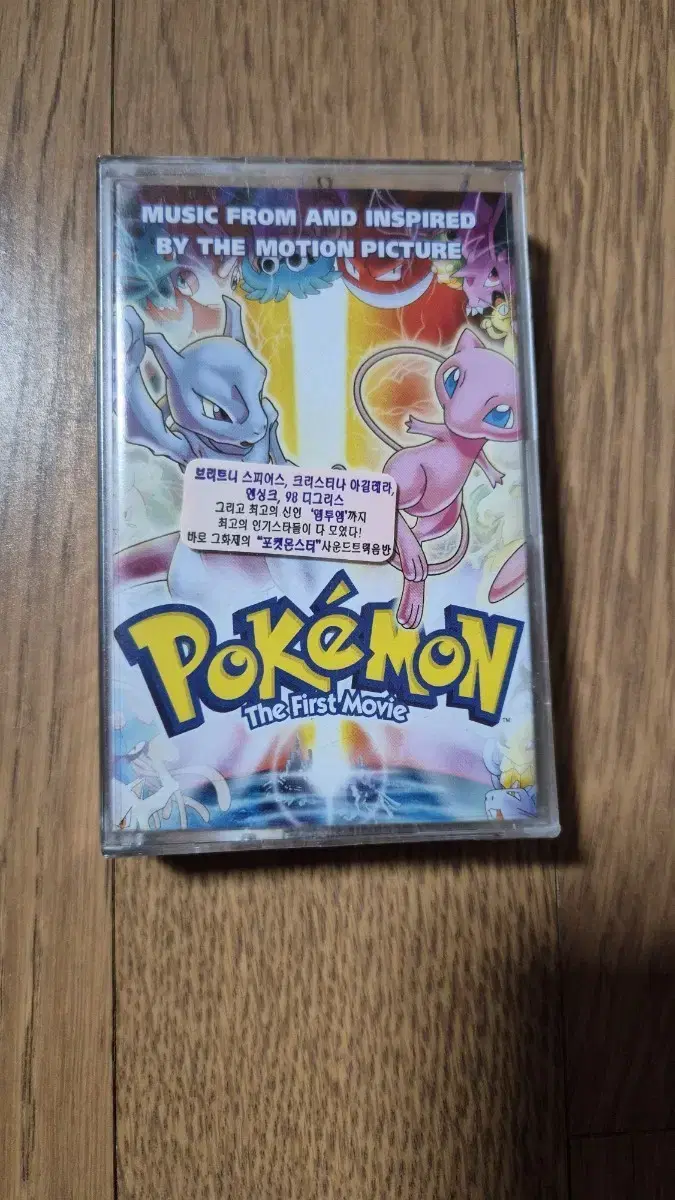 MUSIC FROM AND INSPIRED
BY THE MOTION PICTURE
브리트니 스피어스, 크리스티나 아길레라,
엔싱크, 98 디그리스
그리고 최고의 신인 '엠투엠'까지
최고의 인기스타들이 다 모였다!
바로 그화제의 "포켓몬스터"사운드트랙음반
POKéMON
The First Movie
TM